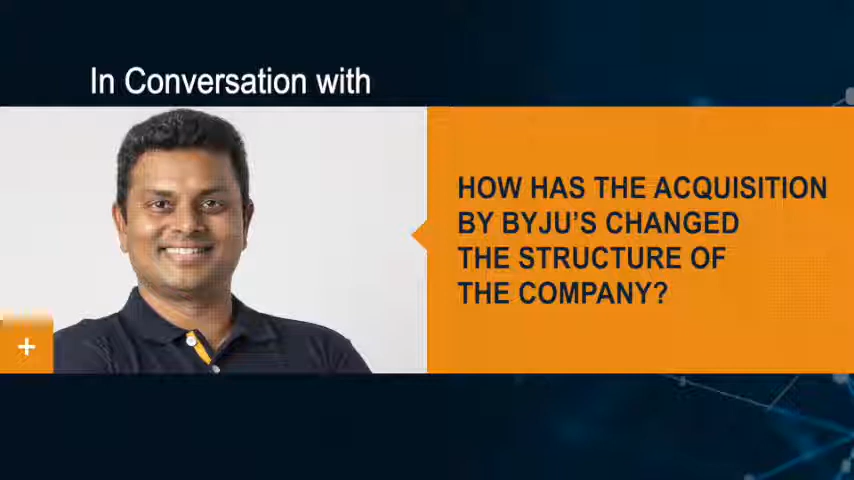 In Conversation with
HOW HAS THE ACQUISITION
BY BYJU'S CHANGED
THE STRUCTURE OF
THE COMPANY?
+